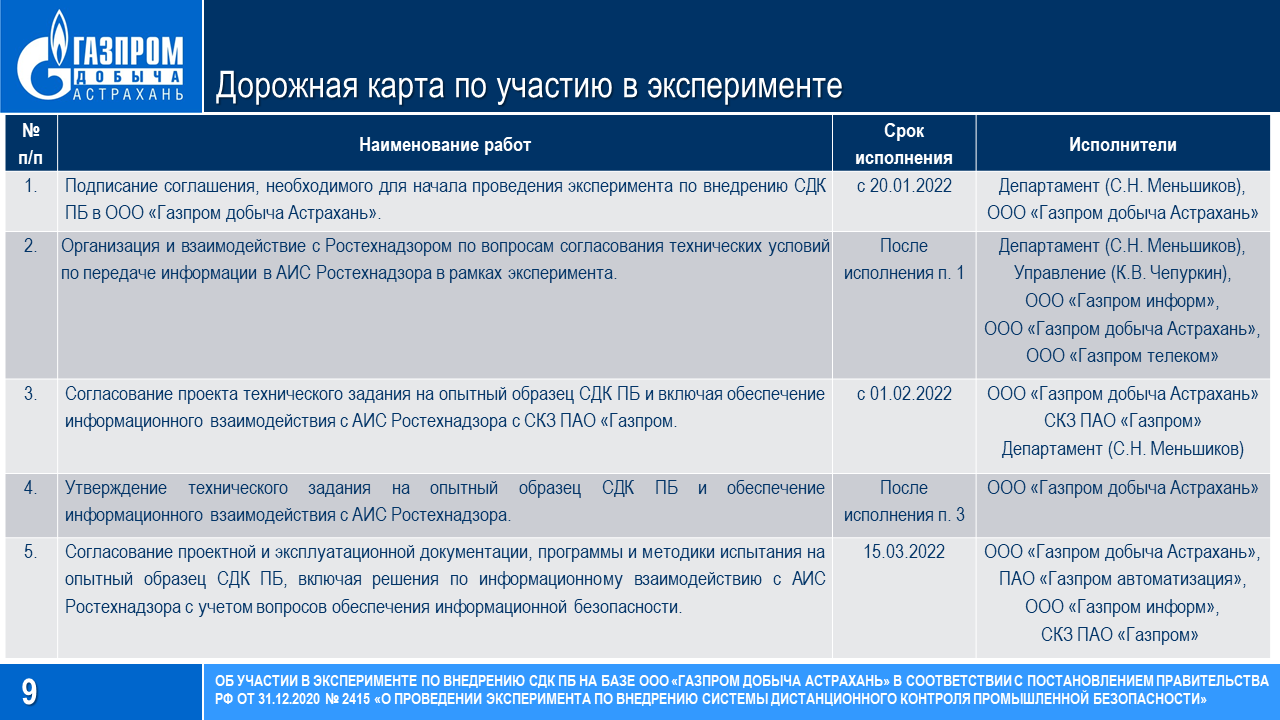 ГАЗПРОМ
ДОБЫЧА
АСТРАХАНЬ
Дорожная карта по участию в эксперименте
№
п/п
Наименование работ
Срок
исполнения
Исполнители
1.
Подписание соглашения, необходимого для начала проведения эксперимента по внедрению СДК
ПБ в ООО «Газпром добыча Астрахань».
с 20.01.2022
Департамент (С.Н. Меньшиков),
ООО «Газпром добыча Астрахань»
2.
Организация и взаимодействие с Ростехнадзором по вопросам согласования технических условий
по передаче информации в АИС Ростехнадзора в рамках эксперимента.
После
исполнения п. 1
Департамент (С.Н. Меньшиков),
Управление (К.В. Чепуркин),
ООО «Газпром информ»,
ООО «Газпром добыча Астрахань»,
ООО «Газпром телеком»
3.
Согласование проекта технического задания на опытный образец СДК ПБ и включая обеспечение
информационного взаимодействия с АИС Ростехнадзора с СКЗ ПАО «Газпром.
с 01.02.2022
ООО «Газпром добыча Астрахань»
СКЗ ПАО «Газпром»
Департамент (С.Н. Меньшиков)
4.
Утверждение технического задания на опытный образец СДК ПБ и обеспечение
информационного взаимодействия с АИС Ростехнадзора.
После
исполнения п. 3
ООО «Газпром добыча Астрахань»
5.
Согласование проектной и эксплуатационной документации, программы и методики испытания на
опытный образец СДК ПБ, включая решения по информационному взаимодействию с АИС
Ростехнадзора с учетом вопросов обеспечения информационной безопасности.
15.03.2022
ООО «Газпром добыча Астрахань»,
ПАО «Газпром автоматизация»,
ООО «Газпром информ»,
СКЗ ПАО «Газпром»
9
ОБ УЧАСТИИ В ЭКСПЕРИМЕНТЕ ПО ВНЕДРЕНИЮ СДК ПБ НА БАЗЕ ООО «ГАЗПРОМ ДОБЫЧА АСТРАХАНЬ» В СООТВЕТСТВИИ С ПОСТАНОВЛЕНИЕМ ПРАВИТЕЛЬСТВА
РФ ОТ 31.12.2020 № 2415 «О ПРОВЕДЕНИИ ЭКСПЕРИМЕНТА ПО ВНЕДРЕНИЮ СИСТЕМЫ ДИСТАНЦИОННОГО КОНТРОЛЯ ПРОМЫШЛЕННОЙ БЕЗОПАСНОСТИ»